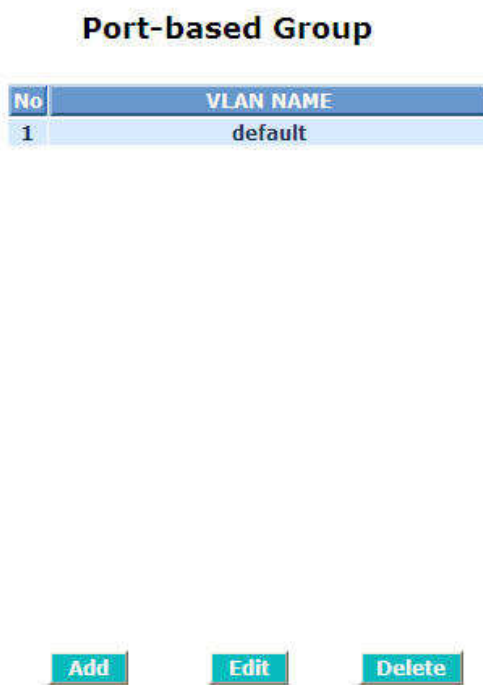 Port-based Group
No VLAN NAME
1 default
Add Edit Delete